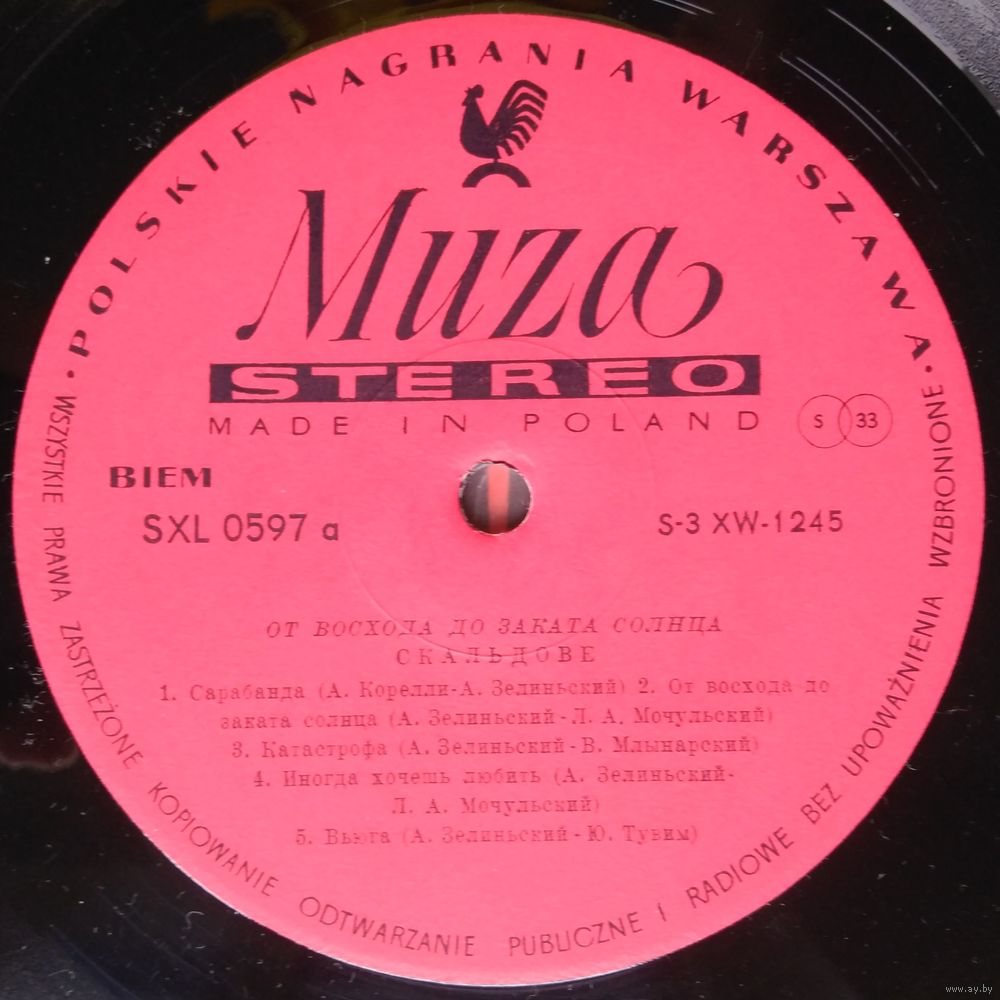 • POLSKIE NAGRANIA WARSZAWA •
Muza
STEREO
MADE IN POLAND
S 33
BIEM
SXL 0597 a
S-3 XW-1245
ОТ ВОСХОДА ДО ЗАКАТА СОЛНЦА
СКАЛЬДОВЕ
1. Сарабанда (А. Корелли-А. Зелиньский) 2. От восхода до
заката солнца (А. Зелиньский-Л. А. Мочульский)
3. Катастрофа (А. Зелиньский-В. Млынарский)
4. Иногда хочешь любить (А. Зелиньский-
Л. А. Мочульский)
5. Вьюга (А. Зелиньский-Ю. Тувим)
WSZYSTKIE PRAWA ZASTRZEŻONE KOPIOWANIE ODTWARZANIE PUBLICZNE I RADIOWE BEZ UPOWAŻNIENIA WZBRONIONE
www.ay.by